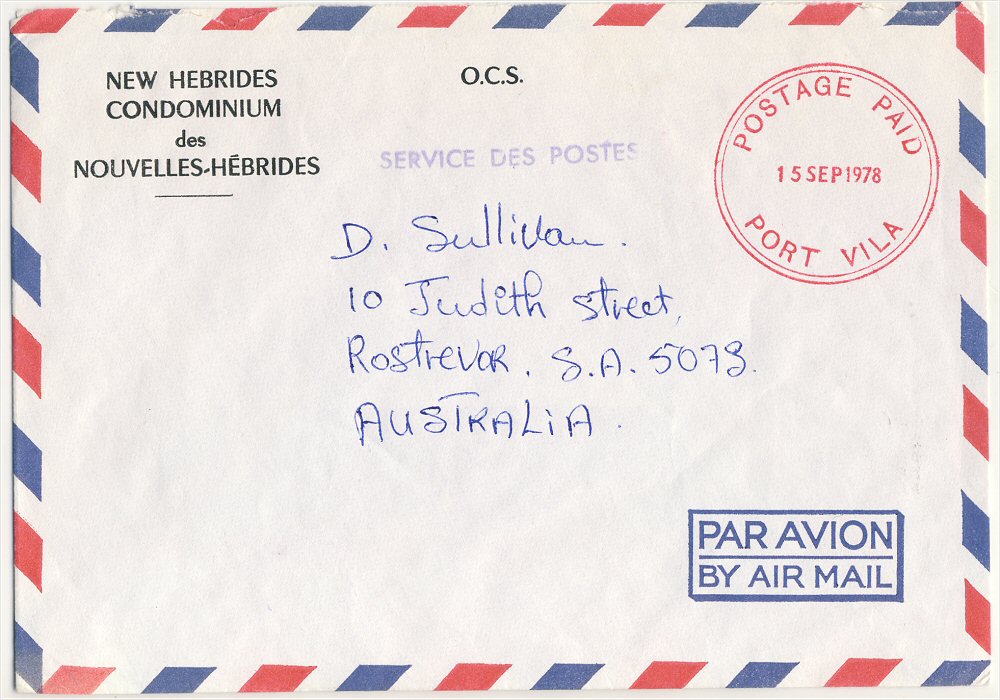 NEW HEBRIDES
CONDOMINIUM
des
NOUVELLES-HÉBRIDES
O.C.S.
SERVICE DES POSTES
POSTAGE PAID
15 SEP 1978
PORT VILA
D. Sullivan.
10 Judith Street,
Rostrevor. S.A. 5073.
AUSTRALIA.
PAR AVION
BY AIR MAIL